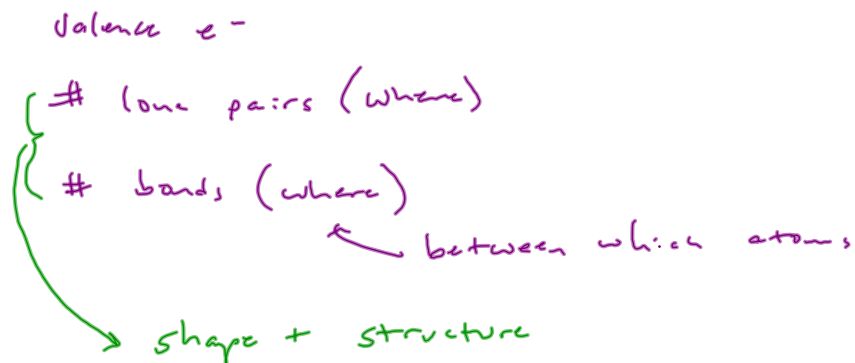 Valence e-
# lone pairs (where)
# bonds (where)
between which atoms
shape + structure